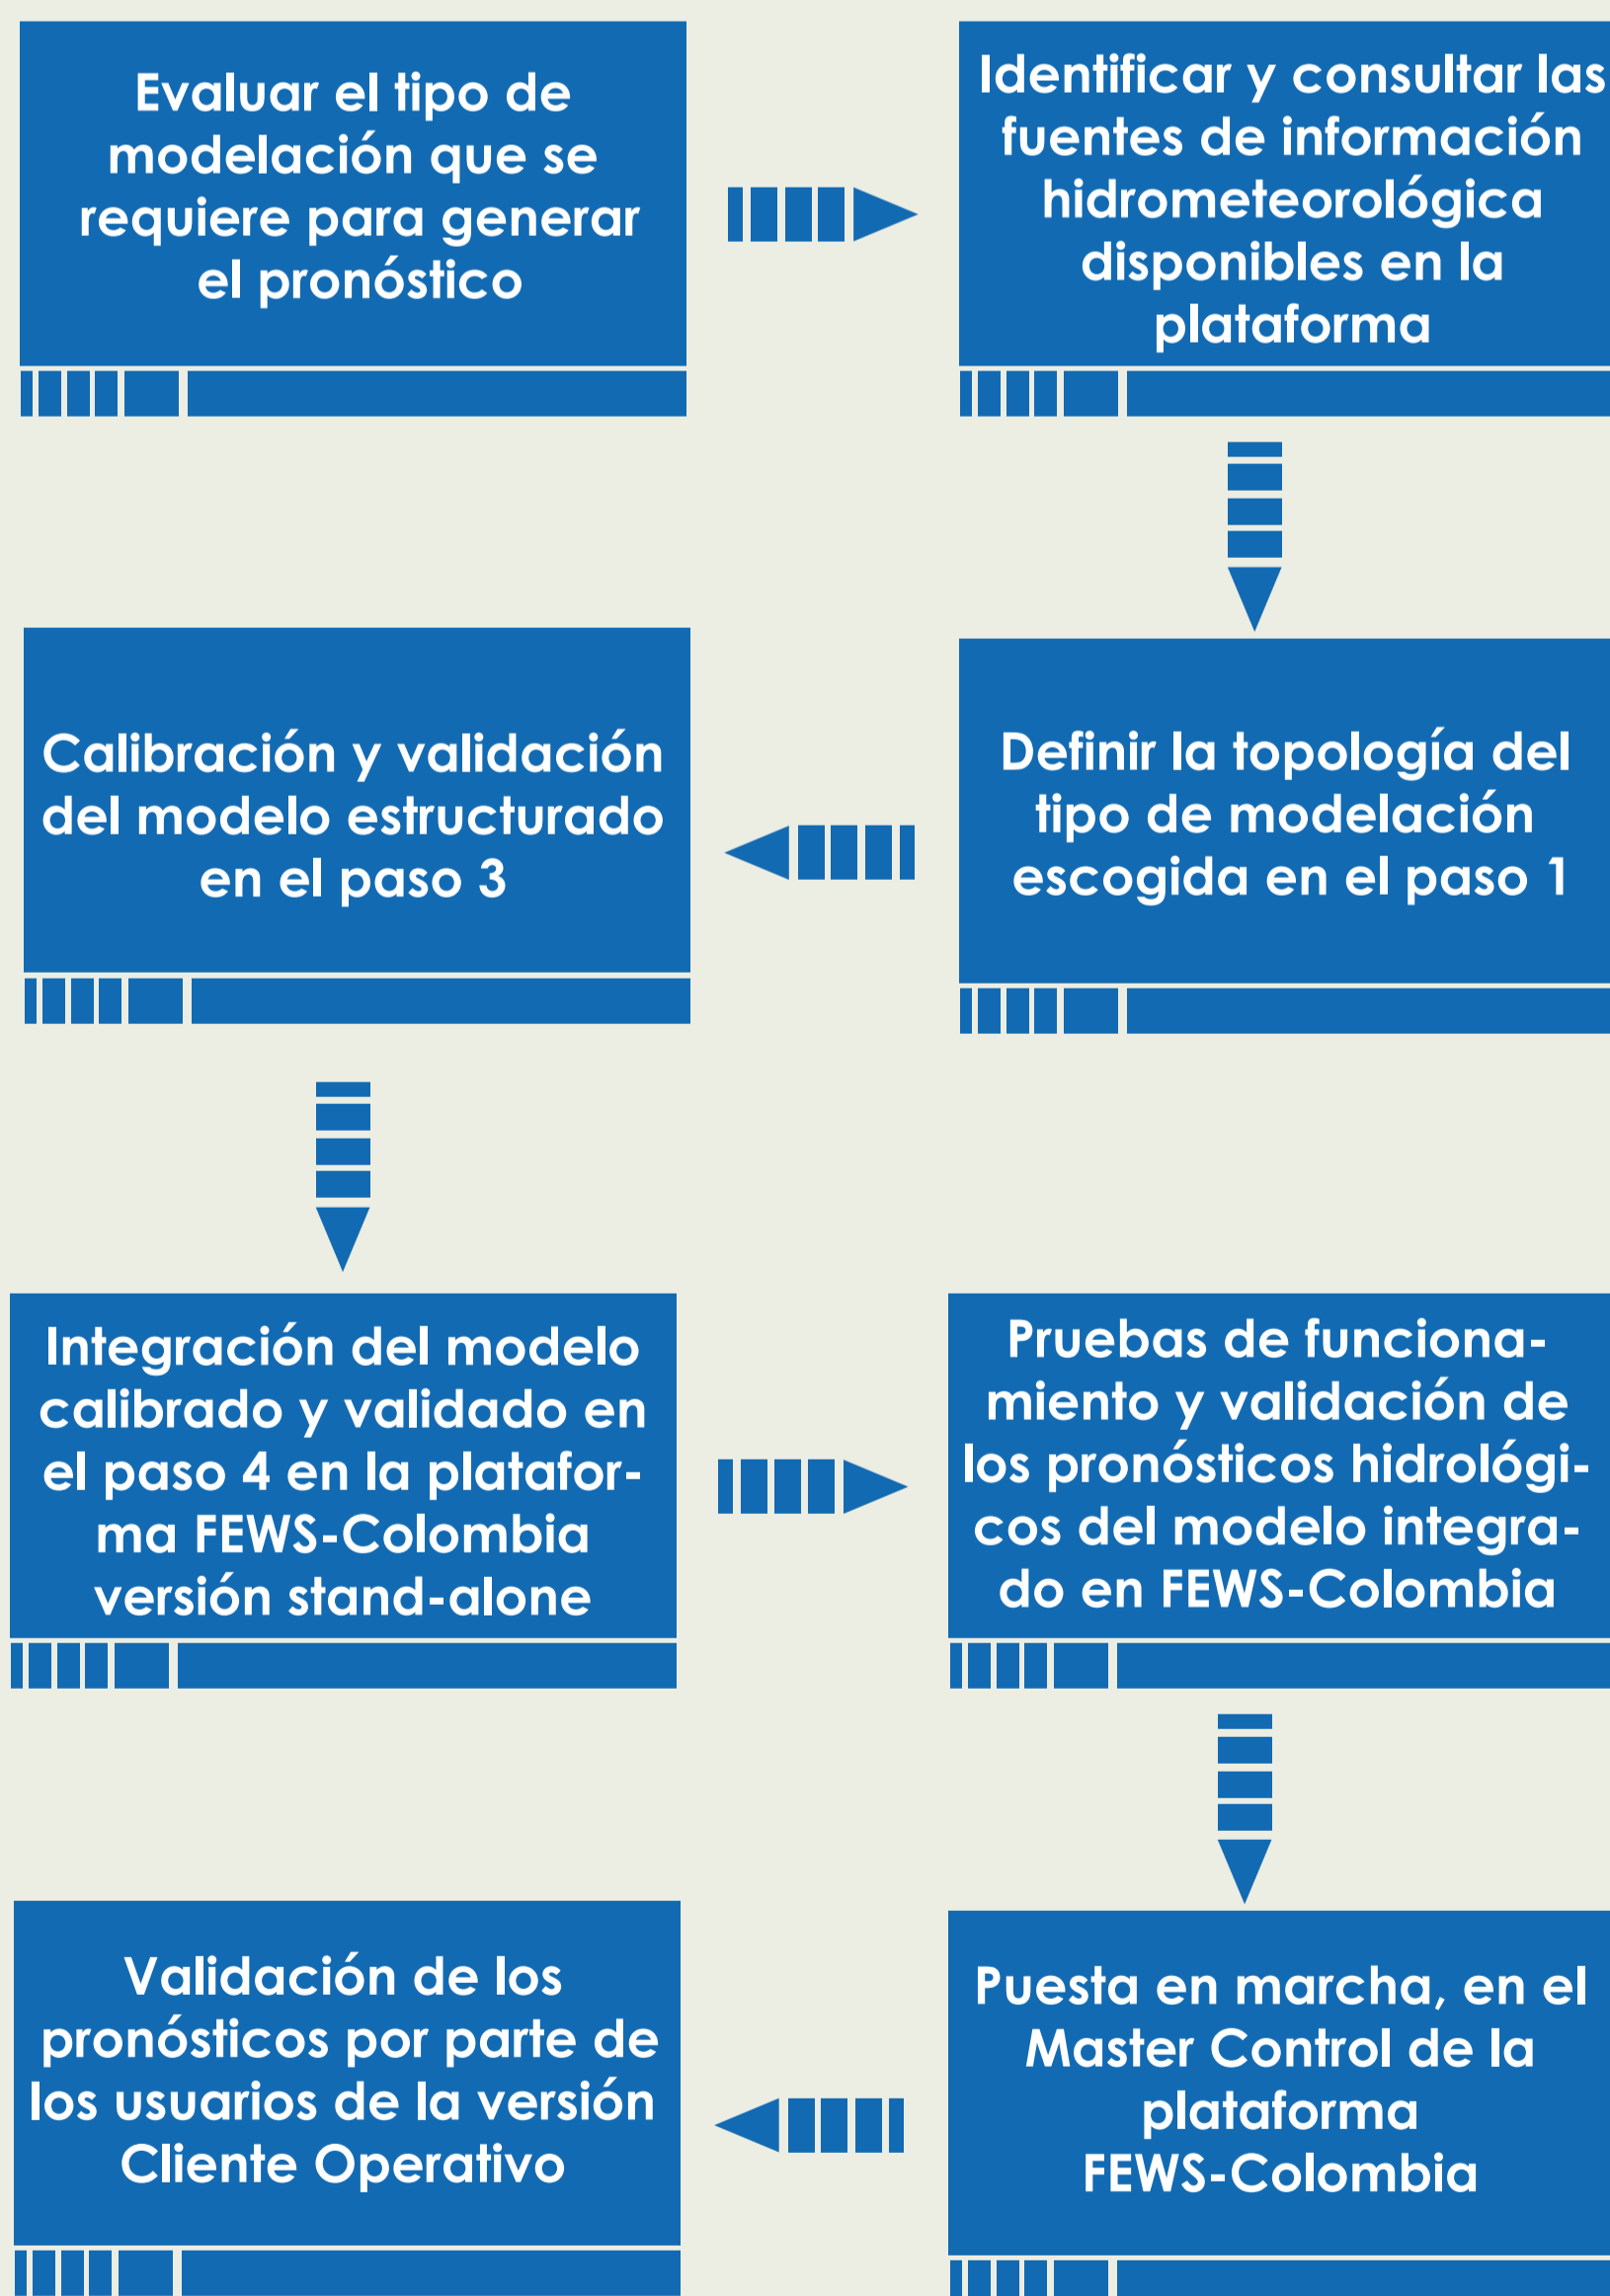 Evaluar el tipo de
modelación que se
requiere para generar
el pronóstico
Identificar y consultar las
fuentes de información
hidrometeorológica
disponibles en la
plataforma
Definir la topología del
tipo de modelación
escogida en el paso 1
Calibración y validación
del modelo estructurado
en el paso 3
Integración del modelo
calibrado y validado en
el paso 4 en la platafor-
ma FEWS-Colombia
versión stand-alone
Pruebas de funciona-
miento y validación de
los pronósticos hidrológi-
cos del modelo integra-
do en FEWS-Colombia
Puesta en marcha, en el
Master Control de la
plataforma
FEWS-Colombia
Validación de los
pronósticos por parte de
los usuarios de la versión
Cliente Operativo